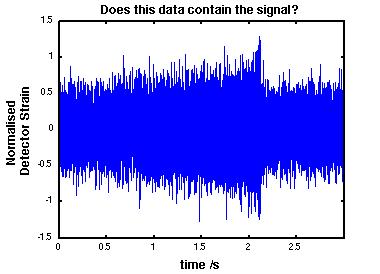 Does this data contain the signal?
1.5
1
0.5
0
-0.5
-1
-1.5
Normalised
Detector Strain
0 0.5 1 1.5 2 2.5
time /s